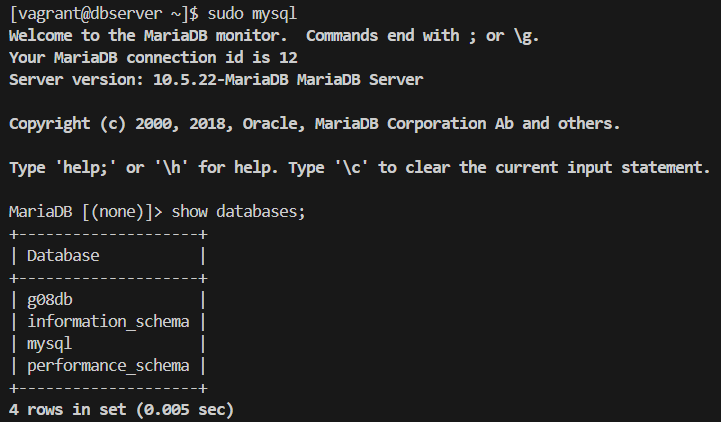 [vagrant@dbserver ~]$ sudo mysql
Welcome to the MariaDB monitor.  Commands end with ; or \g.
Your MariaDB connection id is 12
Server version: 10.5.22-MariaDB MariaDB Server

Copyright (c) 2000, 2018, Oracle, MariaDB Corporation Ab and others.

Type 'help;' or '\h' for help. Type '\c' to clear the current input statement.

MariaDB [(none)]> show databases;
+--------------------+
| Database           |
+--------------------+
| g08db              |
| information_schema |
| mysql              |
| performance_schema |
+--------------------+
4 rows in set (0.005 sec)